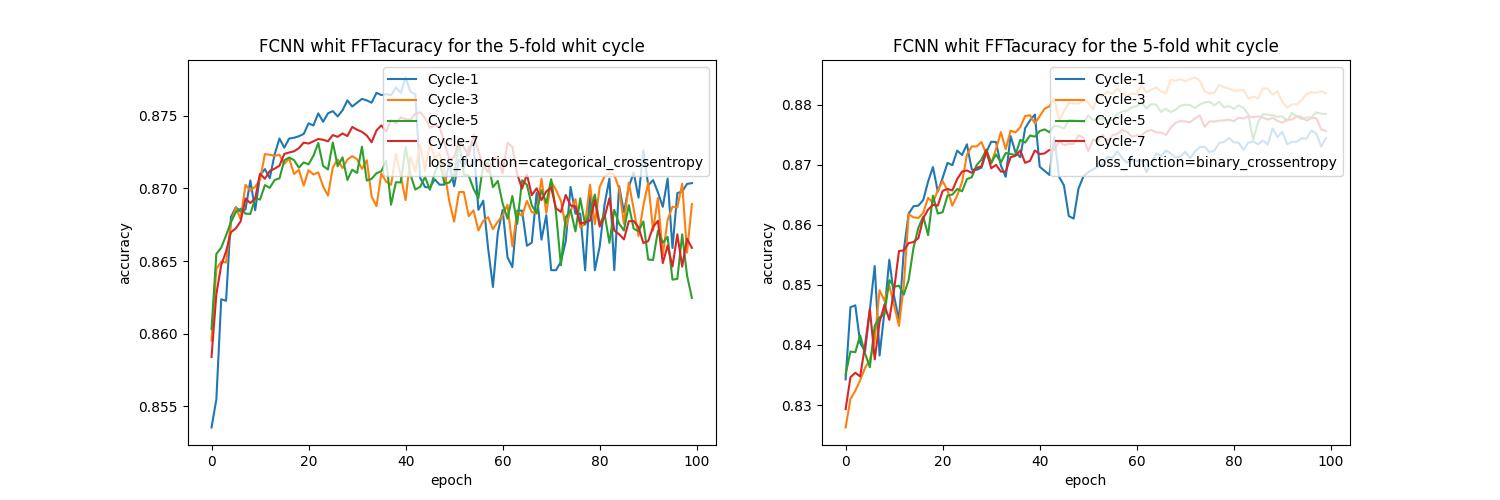 FCNN whit FFTacuracy for the 5-fold whit cycle
accuracy
0.875
0.870
0.865
0.860
0.855
Cycle-1
Cycle-3
Cycle-5
Cycle-7
loss_function=categorical_crossentropy
0
20
40
60
80
100
epoch
FCNN whit FFTacuracy for the 5-fold whit cycle
accuracy
0.88
0.87
0.86
0.85
0.84
0.83
Cycle-1
Cycle-3
Cycle-5
Cycle-7
loss_function=binary_crossentropy
0
20
40
60
80
100
epoch